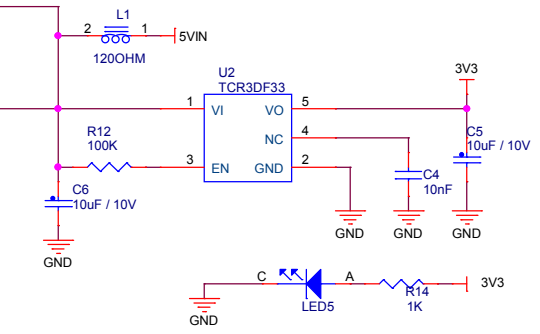 L1
2 1 5VIN
120OHM
U2
TCR3DF33
3V3
1 VI VO 5
R12
100K
NC 4
C5
10uF / 10V
3 EN GND 2
C4
10nF
C6
10uF / 10V
GND GND GND
GND
C A 3V3
LED5 R14
1K
GND